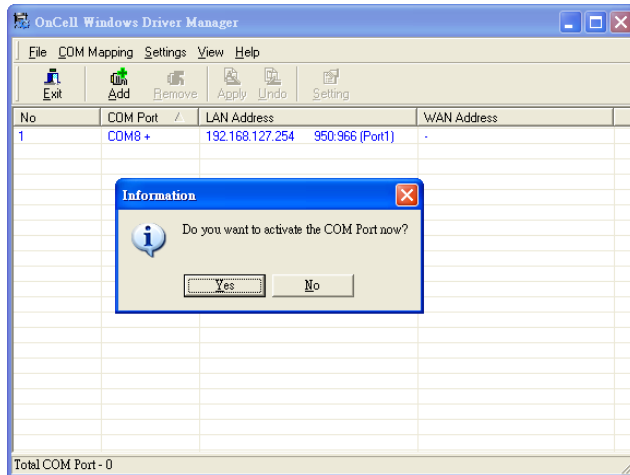 OnCell Windows Driver Manager
File COM Mapping Settings View Help
Exit Add Remove Apply Undo Setting
No COM Port LAN Address WAN Address
1 COM8 + 192.168.127.254 950:966 (Port1) -
Information
Do you want to activate the COM Port now?
Yes No
Total COM Port - 0